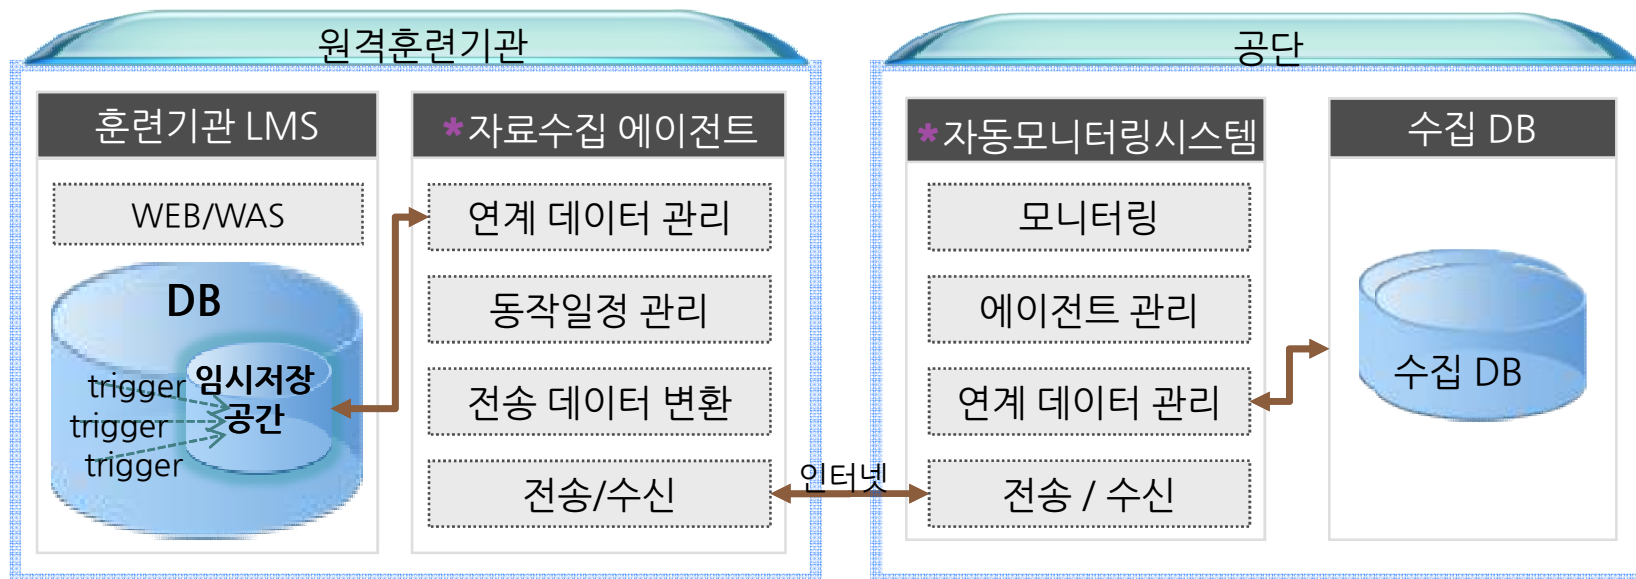 원격훈련기관
공단
훈련기관 LMS
WEB/WAS
DB
임시저장
공간
trigger
trigger
trigger
*자료수집 에이전트
연계 데이터 관리
동작일정 관리
전송 데이터 변환
전송/수신
인터넷
*자동모니터링시스템
모니터링
에이전트 관리
연계 데이터 관리
전송 / 수신
수집 DB
수집 DB